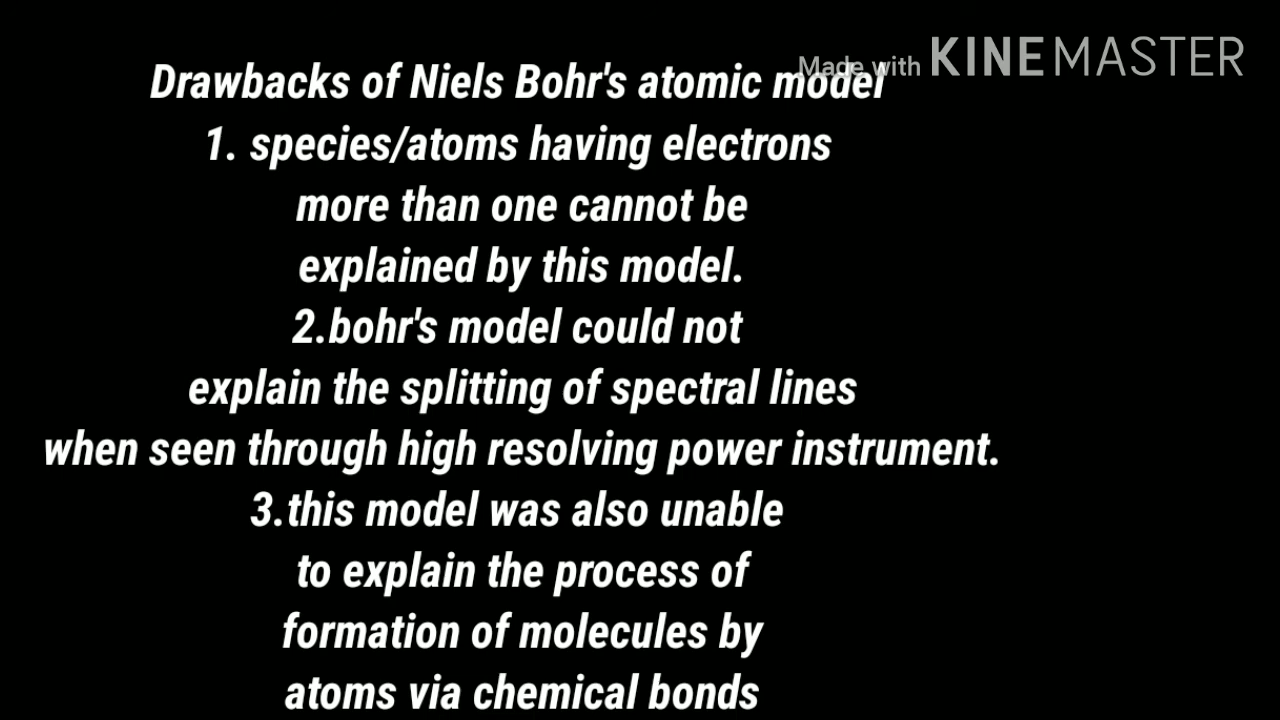 Made with KINEMASTER
Drawbacks of Niels Bohr's atomic model
1. species/atoms having electrons
more than one cannot be
explained by this model.
2.bohr's model could not
explain the splitting of spectral lines
when seen through high resolving power instrument.
3.this model was also unable
to explain the process of
formation of molecules by
atoms via chemical bonds